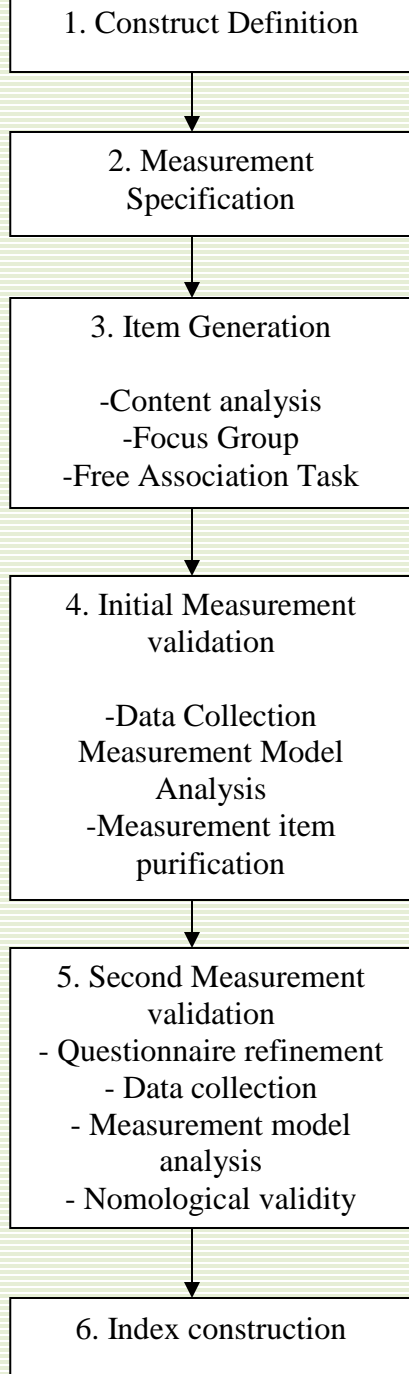 1. Construct Definition
2. Measurement
Specification
3. Item Generation
-Content analysis
-Focus Group
-Free Association Task
4. Initial Measurement
validation
-Data Collection
Measurement Model
Analysis
-Measurement item
purification
5. Second Measurement
validation
- Questionnaire refinement
- Data collection
- Measurement model
analysis
- Nomological validity
6. Index construction